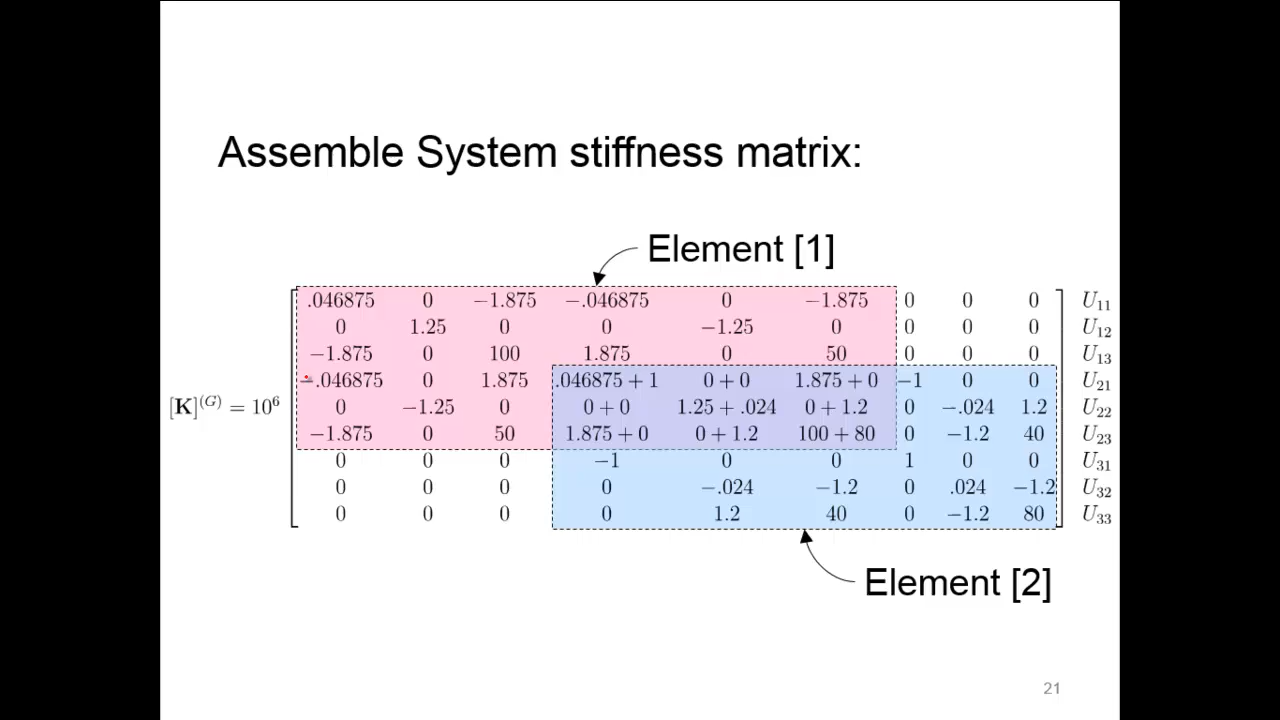 Assemble System stiffness matrix:
Element [1]
.046875 0 −1.875 −.046875 0 −1.875 0 0 0 U11
0 1.25 0 0 −1.25 0 0 0 0 U12
−1.875 0 100 1.875 0 50 0 0 0 U13
−.046875 0 1.875 .046875 + 1 0 + 0 1.875 + 0 −1 0 0 U21
[K](G) = 10⁶ 0 −1.25 0 0 + 0 1.25 + .024 0 + 1.2 0 −.024 1.2 U22
−1.875 0 50 1.875 + 0 0 + 1.2 100 + 80 0 −1.2 40 U23
0 0 0 −1 0 0 1 0 0 U31
0 0 0 0 −.024 −1.2 0 .024 −1.2 U32
0 0 0 0 1.2 40 0 −1.2 80 U33
Element [2]
21